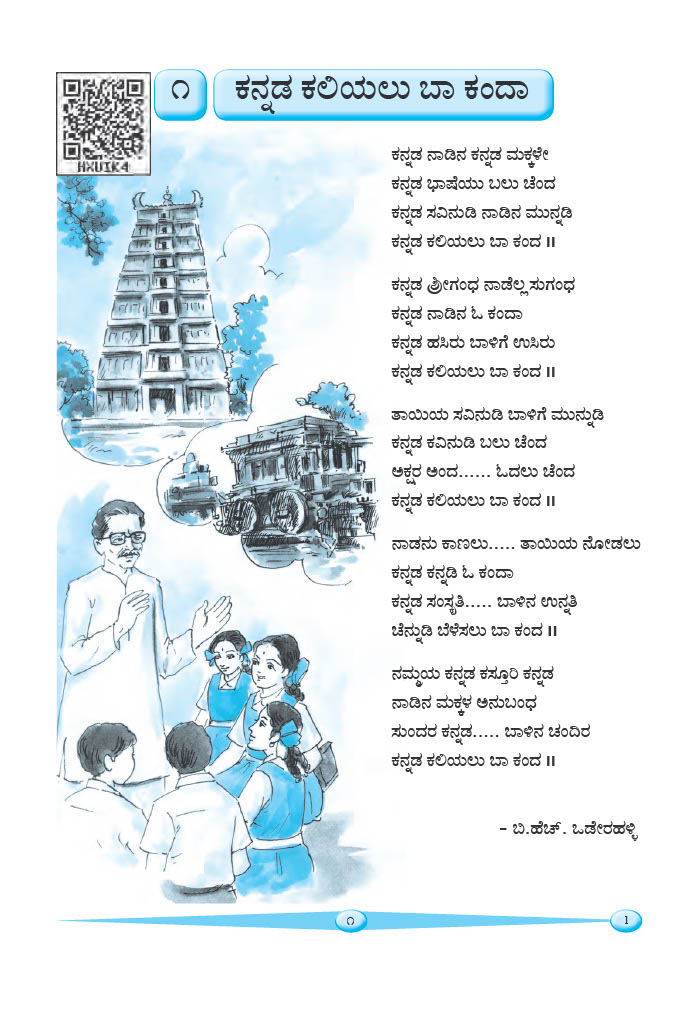 HXUIK4
೧
ಕನ್ನಡ ಕಲಿಯಲು ಬಾ ಕಂದಾ
ಕನ್ನಡ ನಾಡಿನ ಕನ್ನಡ ಮಕ್ಕಳೇ
ಕನ್ನಡ ಭಾಷೆಯು ಬಲು ಚೆಂದ
ಕನ್ನಡ ಸವಿನುಡಿ ನಾಡಿನ ಮುನ್ನಡಿ
ಕನ್ನಡ ಕಲಿಯಲು ಬಾ ಕಂದ ॥
ಕನ್ನಡ ಶ್ರೀಗಂಧ ನಾಡೆಲ್ಲ ಸುಗಂಧ
ಕನ್ನಡ ನಾಡಿನ ಓ ಕಂದಾ
ಕನ್ನಡ ಹಸಿರು ಬಾಳಿಗೆ ಉಸಿರು
ಕನ್ನಡ ಕಲಿಯಲು ಬಾ ಕಂದ ॥
ತಾಯಿಯ ಸವಿನುಡಿ ಬಾಳಿಗೆ ಮುನ್ನುಡಿ
ಕನ್ನಡ ಕವಿನುಡಿ ಬಲು ಚೆಂದ
ಅಕ್ಷರ ಅಂದ...... ಓದಲು ಚೆಂದ
ಕನ್ನಡ ಕಲಿಯಲು ಬಾ ಕಂದ ॥
ನಾಡನು ಕಾಣಲು..... ತಾಯಿಯ ನೋಡಲು
ಕನ್ನಡ ಕನ್ನಡಿ ಓ ಕಂದಾ
ಕನ್ನಡ ಸಂಸ್ಕೃತಿ..... ಬಾಳಿನ ಉನ್ನತಿ
ಚೆನ್ನುಡಿ ಬೆಳೆಸಲು ಬಾ ಕಂದ ॥
ನಮ್ಮಯ ಕನ್ನಡ ಕಸ್ತೂರಿ ಕನ್ನಡ
ನಾಡಿನ ಮಕ್ಕಳ ಅನುಬಂಧ
ಸುಂದರ ಕನ್ನಡ..... ಬಾಳಿನ ಚಂದಿರ
ಕನ್ನಡ ಕಲಿಯಲು ಬಾ ಕಂದ ॥
- ಬಿ.ಹೆಚ್. ಒಡೇರಹಳ್ಳಿ
೧
1